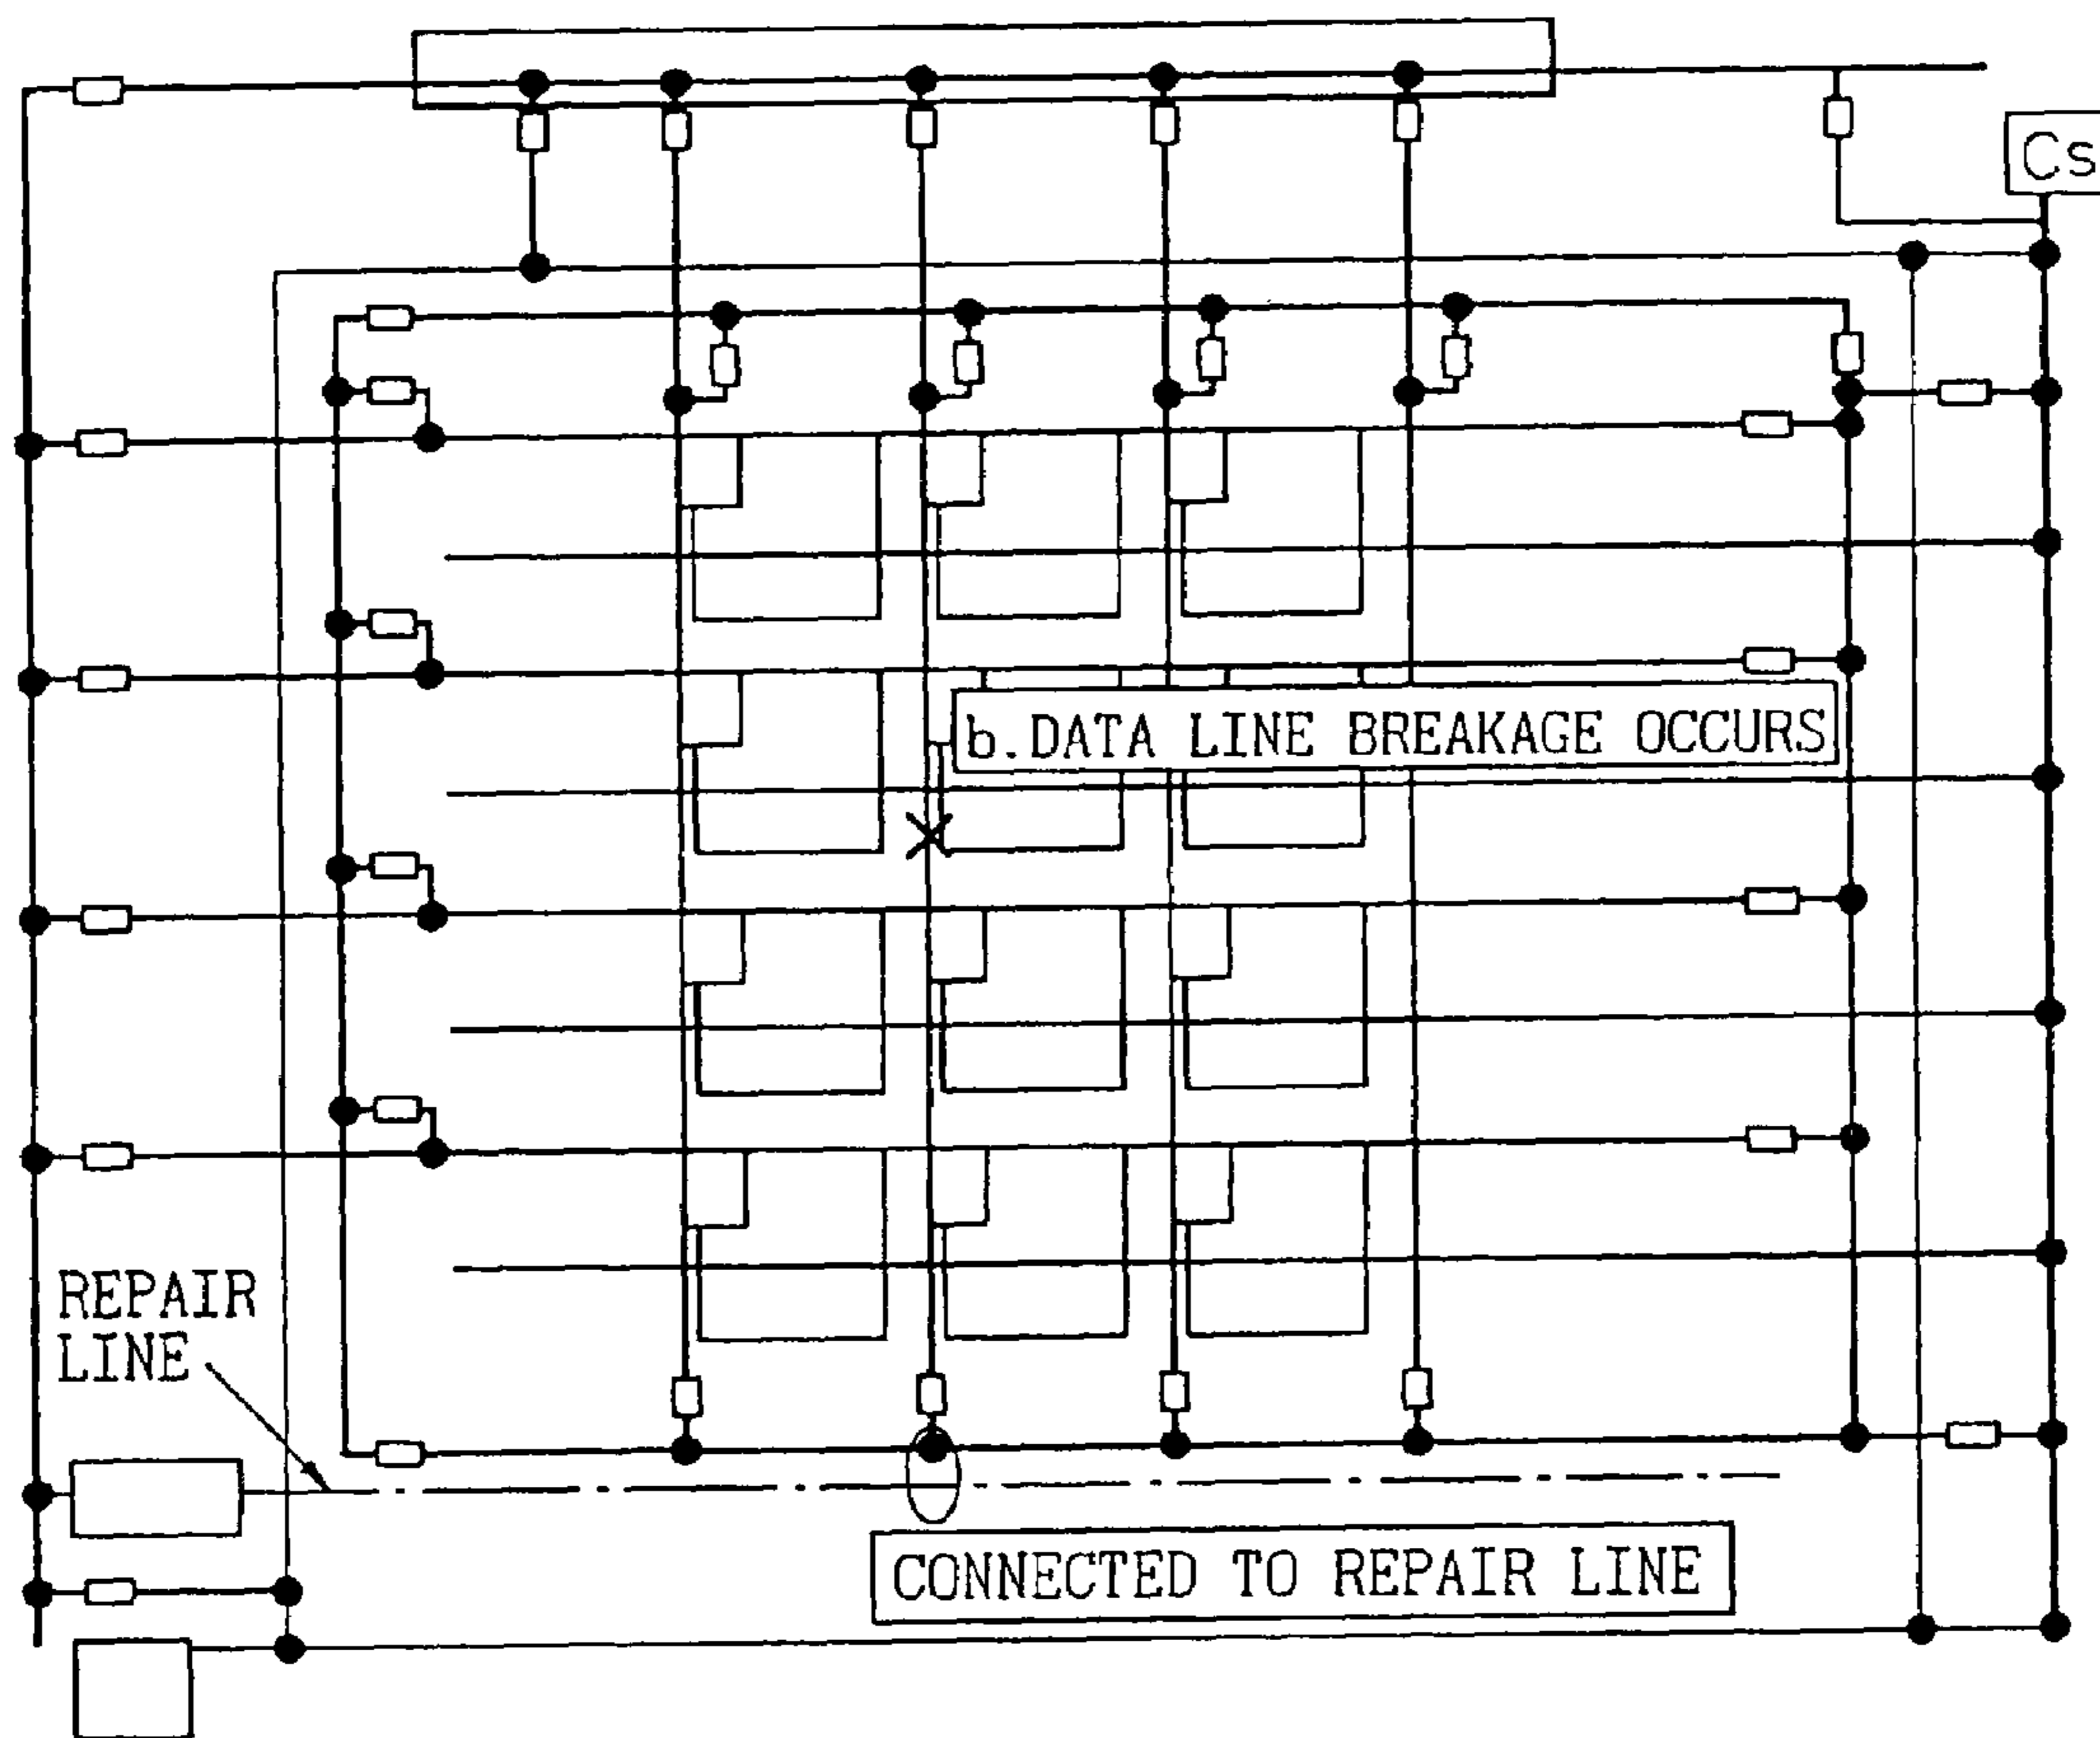 Cs
b.DATA LINE BREAKAGE OCCURS
REPAIR
LINE
CONNECTED TO REPAIR LINE